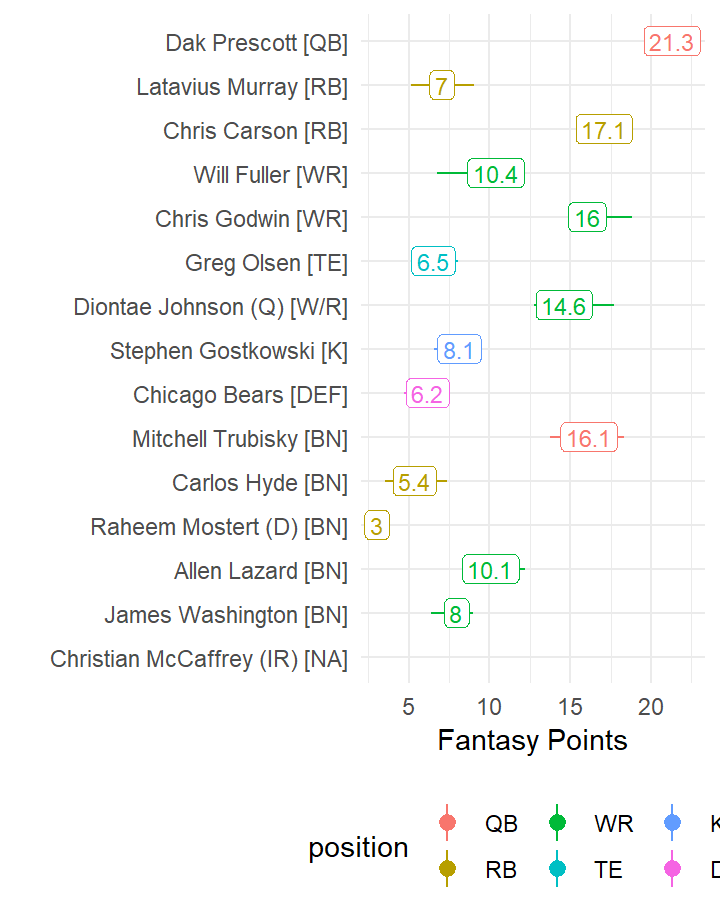 Dak Prescott [QB] 21.3
Latavius Murray [RB] 7
Chris Carson [RB] 17.1
Will Fuller [WR] 10.4
Chris Godwin [WR] 16
Greg Olsen [TE] 6.5
Diontae Johnson (Q) [W/R] 14.6
Stephen Gostkowski [K] 8.1
Chicago Bears [DEF] 6.2
Mitchell Trubisky [BN] 16.1
Carlos Hyde [BN] 5.4
Raheem Mostert (D) [BN] 3
Allen Lazard [BN] 10.1
James Washington [BN] 8
Christian McCaffrey (IR) [NA]
5 10 15 20
Fantasy Points
position
QB WR K
RB TE